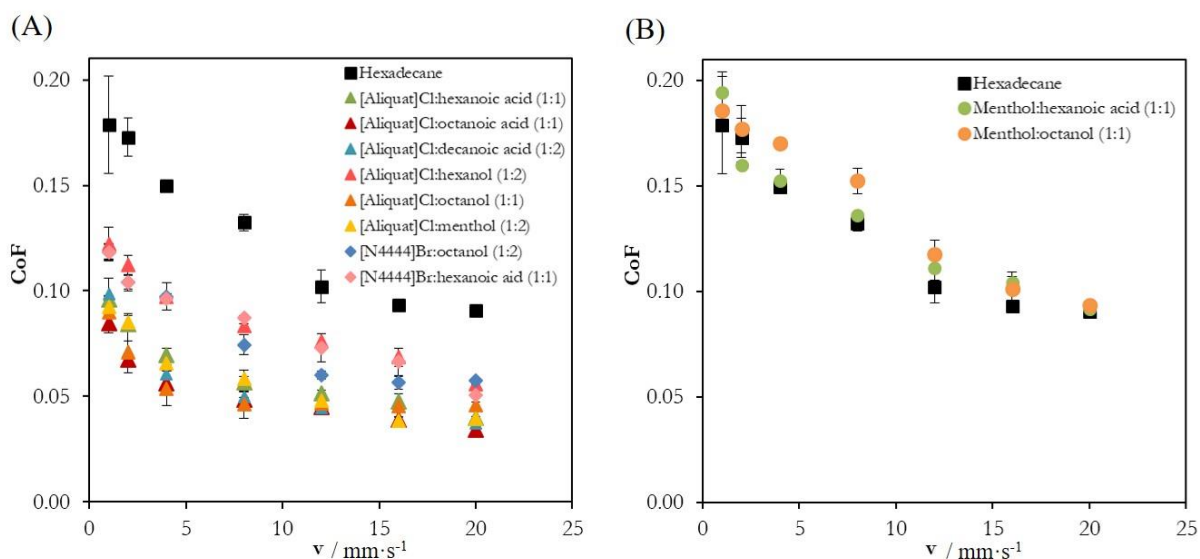 (A)
0.20
0.15
0.10
0.05
0.00
CoF
0
5
10
15
20
25
v / mm·s⁻¹
Hexadecane
[Aliquat]Cl:hexanoic acid (1:1)
[Aliquat]Cl:octanoic acid (1:1)
[Aliquat]Cl:decanoic acid (1:2)
[Aliquat]Cl:hexanol (1:2)
[Aliquat]Cl:octanol (1:1)
[Aliquat]Cl:menthol (1:2)
[N4444]Br:octanol (1:2)
[N4444]Br:hexanoic aid (1:1)
(B)
0.20
0.15
0.10
0.05
0.00
CoF
0
5
10
15
20
25
v / mm·s⁻¹
Hexadecane
Menthol:hexanoic acid (1:1)
Menthol:octanol (1:1)